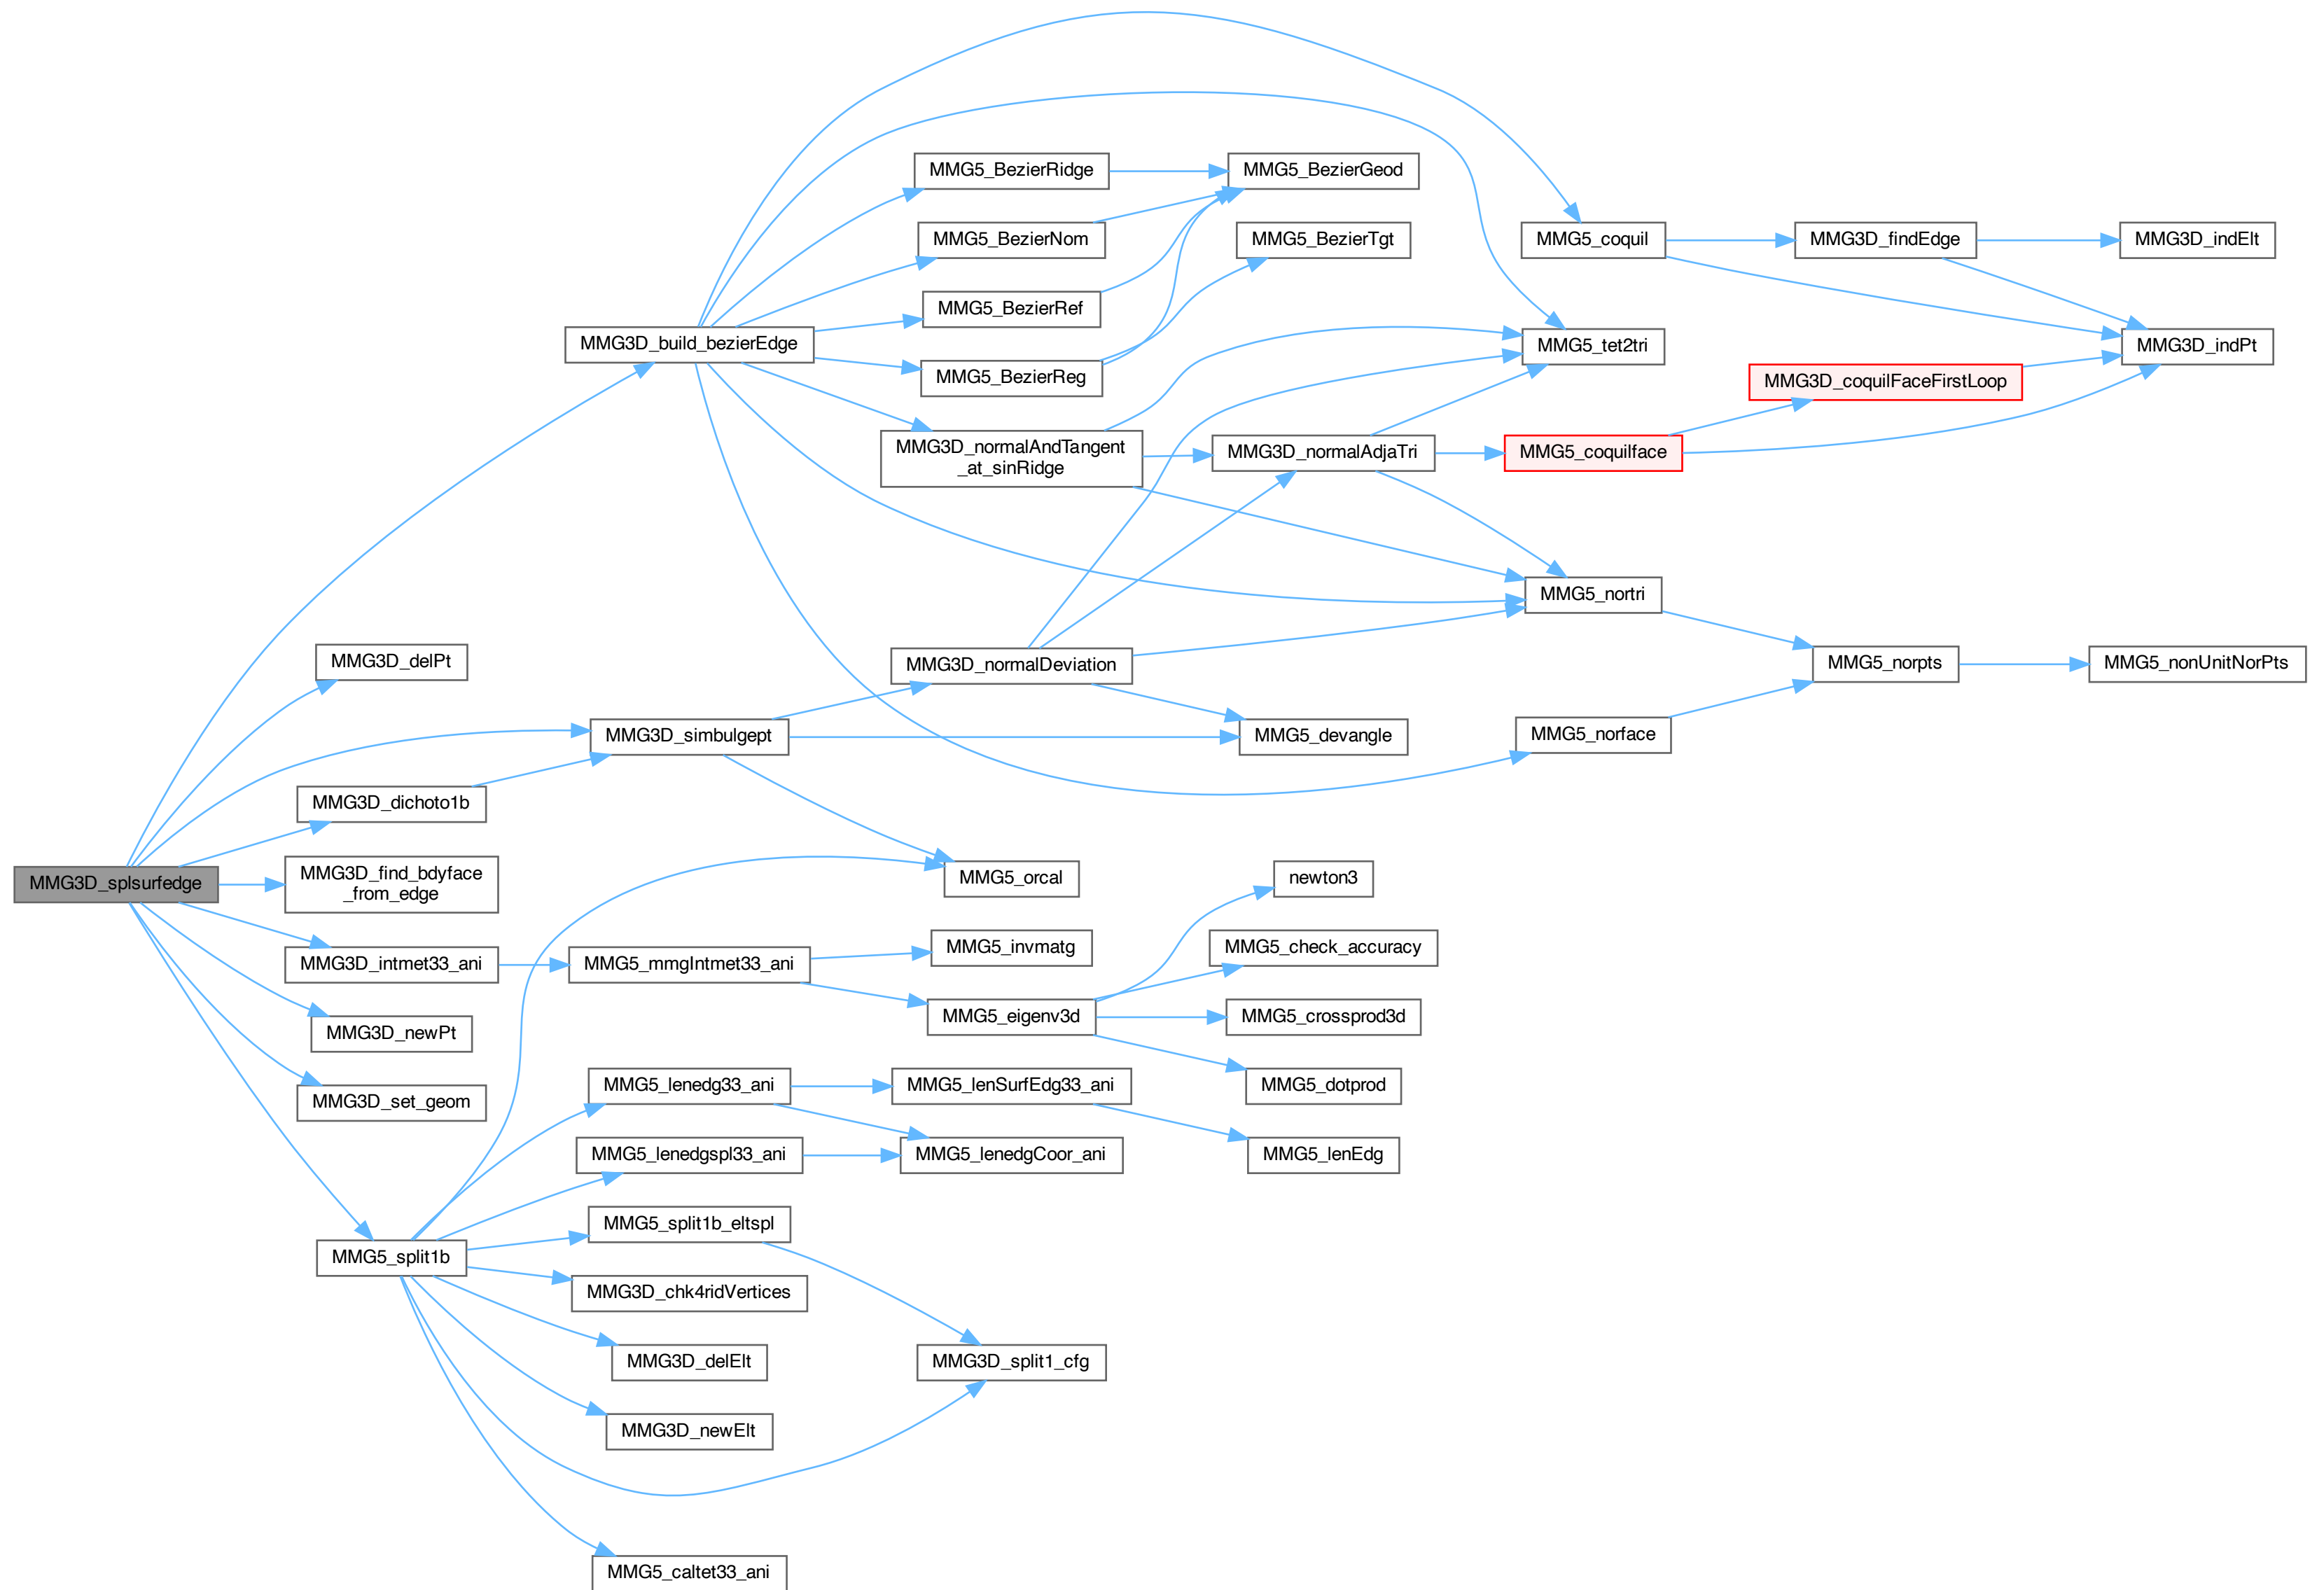 MMG5_BezierRidge
MMG5_BezierGeod
MMG5_BezierNom
MMG5_BezierTgt
MMG5_coquil
MMG3D_findEdge
MMG3D_indElt
MMG5_BezierRef
MMG3D_build_bezierEdge
MMG5_tet2tri
MMG3D_indPt
MMG5_BezierReg
MMG3D_coquilFaceFirstLoop
MMG3D_normalAndTangent
_at_sinRidge
MMG3D_normalAdjaTri
MMG5_coquilface
MMG5_nortri
MMG3D_delPt
MMG3D_normalDeviation
MMG5_norpts
MMG5_nonUnitNorPts
MMG3D_simbulgept
MMG5_devangle
MMG5_norface
MMG3D_dichoto1b
MMG3D_splsurfedge
MMG3D_find_bdyface
_from_edge
MMG5_orcal
newton3
MMG3D_intmet33_ani
MMG5_mmgIntmet33_ani
MMG5_invmatg
MMG5_check_accuracy
MMG3D_newPt
MMG5_eigenv3d
MMG5_crossprod3d
MMG3D_set_geom
MMG5_lenedg33_ani
MMG5_lenSurfEdg33_ani
MMG5_dotprod
MMG5_lenedgspl33_ani
MMG5_lenedgCoor_ani
MMG5_lenEdg
MMG5_split1b
MMG5_split1b_eltspl
MMG3D_chk4ridVertices
MMG3D_delElt
MMG3D_split1_cfg
MMG3D_newElt
MMG5_caltet33_ani